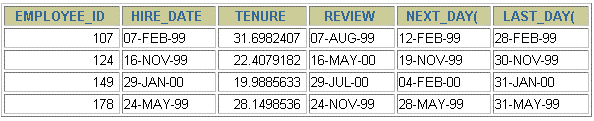 EMPLOYEE_ID HIRE_DATE TENURE REVIEW NEXT_DAY( LAST_DAY(
107 07-FEB-99 31.6982407 07-AUG-99 12-FEB-99 28-FEB-99
124 16-NOV-99 22.4079182 16-MAY-00 19-NOV-99 30-NOV-99
149 29-JAN-00 19.9885633 29-JUL-00 04-FEB-00 31-JAN-00
178 24-MAY-99 28.1498536 24-NOV-99 28-MAY-99 31-MAY-99